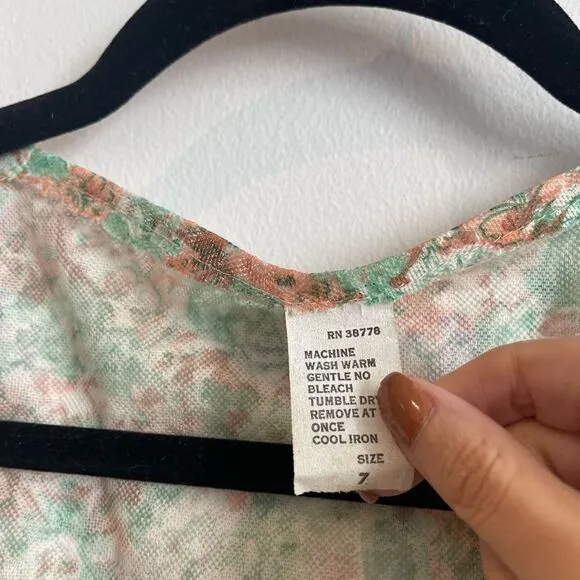 RN 38778
MACHINE
WASH WARM
GENTLE NO
BLEACH
TUMBLE DRY
REMOVE AT
ONCE
COOL IRON
SIZE
7